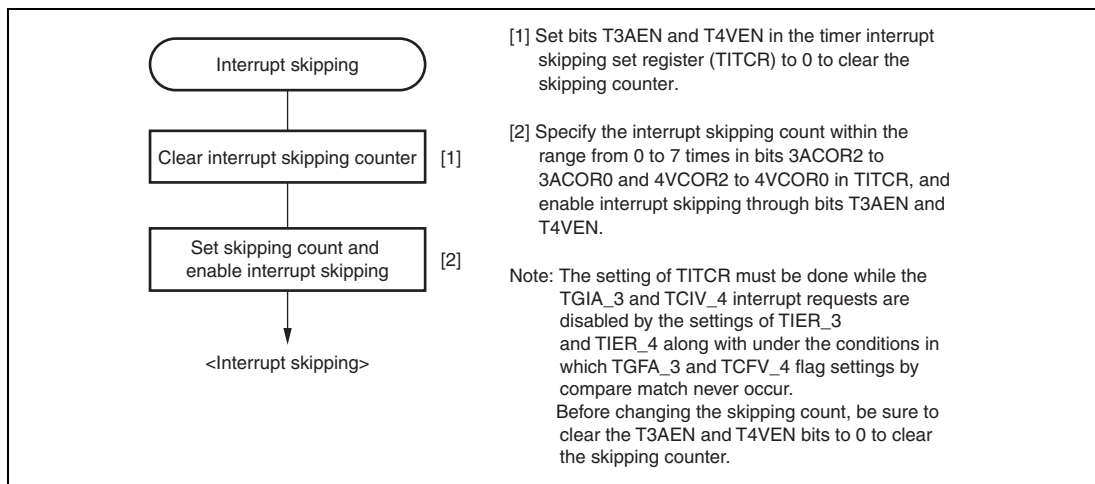 Interrupt skipping
Clear interrupt skipping counter
[1]
Set skipping count and
enable interrupt skipping
[2]
<Interrupt skipping>
[1] Set bits T3AEN and T4VEN in the timer interrupt
skipping set register (TITCR) to 0 to clear the
skipping counter.
[2] Specify the interrupt skipping count within the
range from 0 to 7 times in bits 3ACOR2 to
3ACOR0 and 4VCOR2 to 4VCOR0 in TITCR, and
enable interrupt skipping through bits T3AEN and
T4VEN.
Note: The setting of TITCR must be done while the
TGIA_3 and TCIV_4 interrupt requests are
disabled by the settings of TIER_3
and TIER_4 along with under the conditions in
which TGFA_3 and TCFV_4 flag settings by
compare match never occur.
Before changing the skipping count, be sure to
clear the T3AEN and T4VEN bits to 0 to clear
the skipping counter.